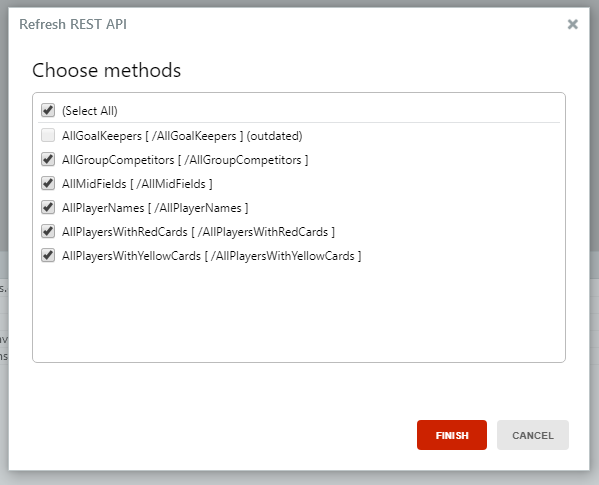 Refresh REST API
Choose methods
(Select All)
AllGoalKeepers [ /AllGoalKeepers ] (outdated)
AllGroupCompetitors [ /AllGroupCompetitors ]
AllMidFields [ /AllMidFields ]
AllPlayerNames [ /AllPlayerNames ]
AllPlayersWithRedCards [ /AllPlayersWithRedCards ]
AllPlayersWithYellowCards [ /AllPlayersWithYellowCards ]
FINISH CANCEL